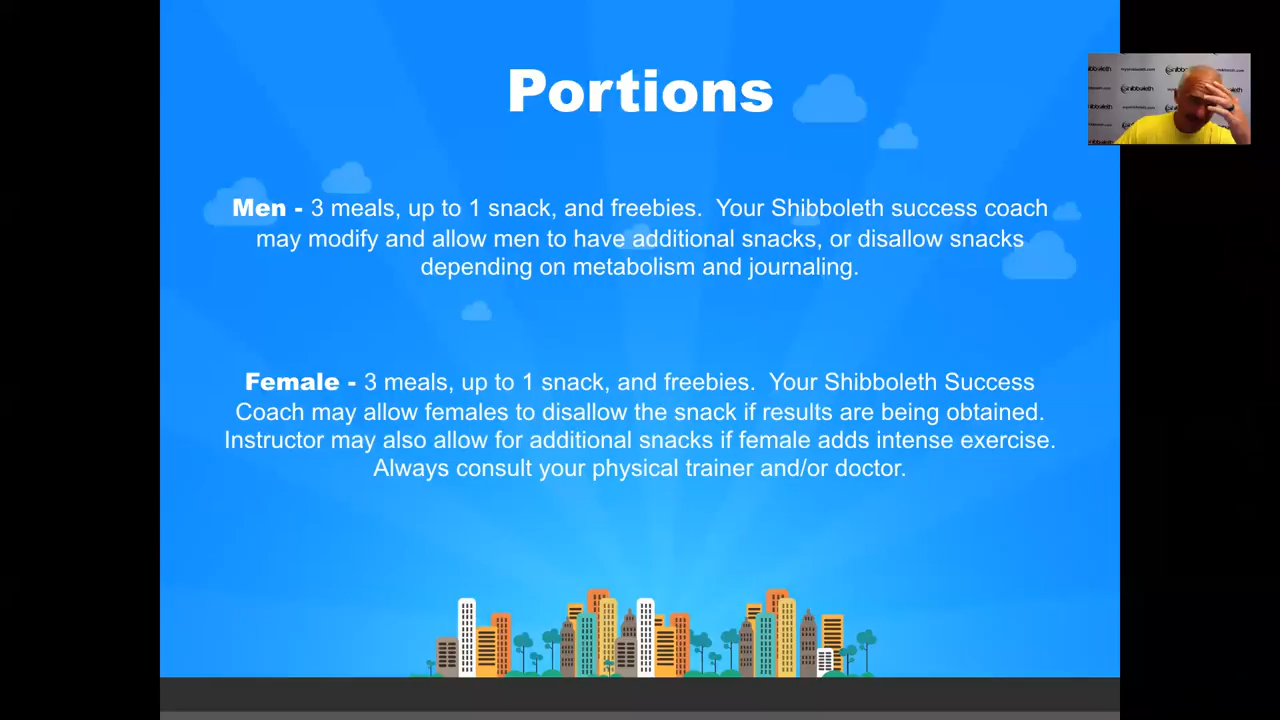 Portions
Men - 3 meals, up to 1 snack, and freebies.  Your Shibboleth success coach
may modify and allow men to have additional snacks, or disallow snacks
depending on metabolism and journaling.
Female - 3 meals, up to 1 snack, and freebies.  Your Shibboleth Success
Coach may allow females to disallow the snack if results are being obtained.
Instructor may also allow for additional snacks if female adds intense exercise.
Always consult your physical trainer and/or doctor.